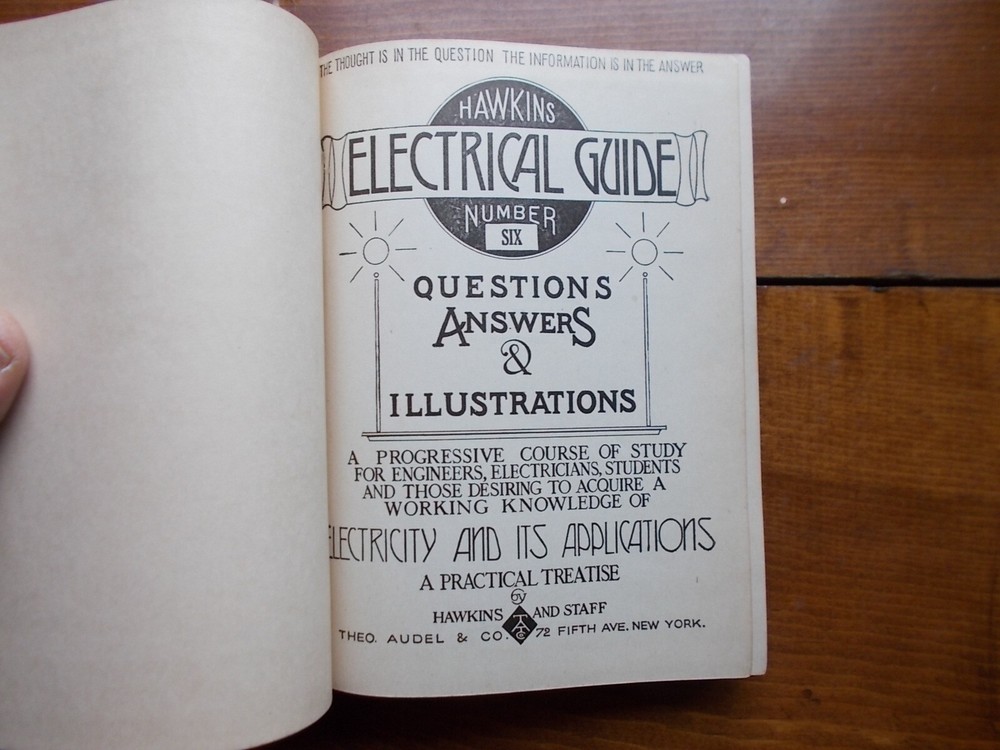 THE THOUGHT IS IN THE QUESTION THE INFORMATION IS IN THE ANSWER
HAWKINS
ELECTRICAL GUIDE
NUMBER
SIX
QUESTIONS
ANSWERS
&
ILLUSTRATIONS
A PROGRESSIVE COURSE OF STUDY
FOR ENGINEERS, ELECTRICIANS, STUDENTS
AND THOSE DESIRING TO ACQUIRE A
WORKING KNOWLEDGE OF
ELECTRICITY AND ITS APPLICATIONS
A PRACTICAL TREATISE
by
HAWKINS AND STAFF
THEO. AUDEL & CO. 72 FIFTH AVE. NEW YORK.